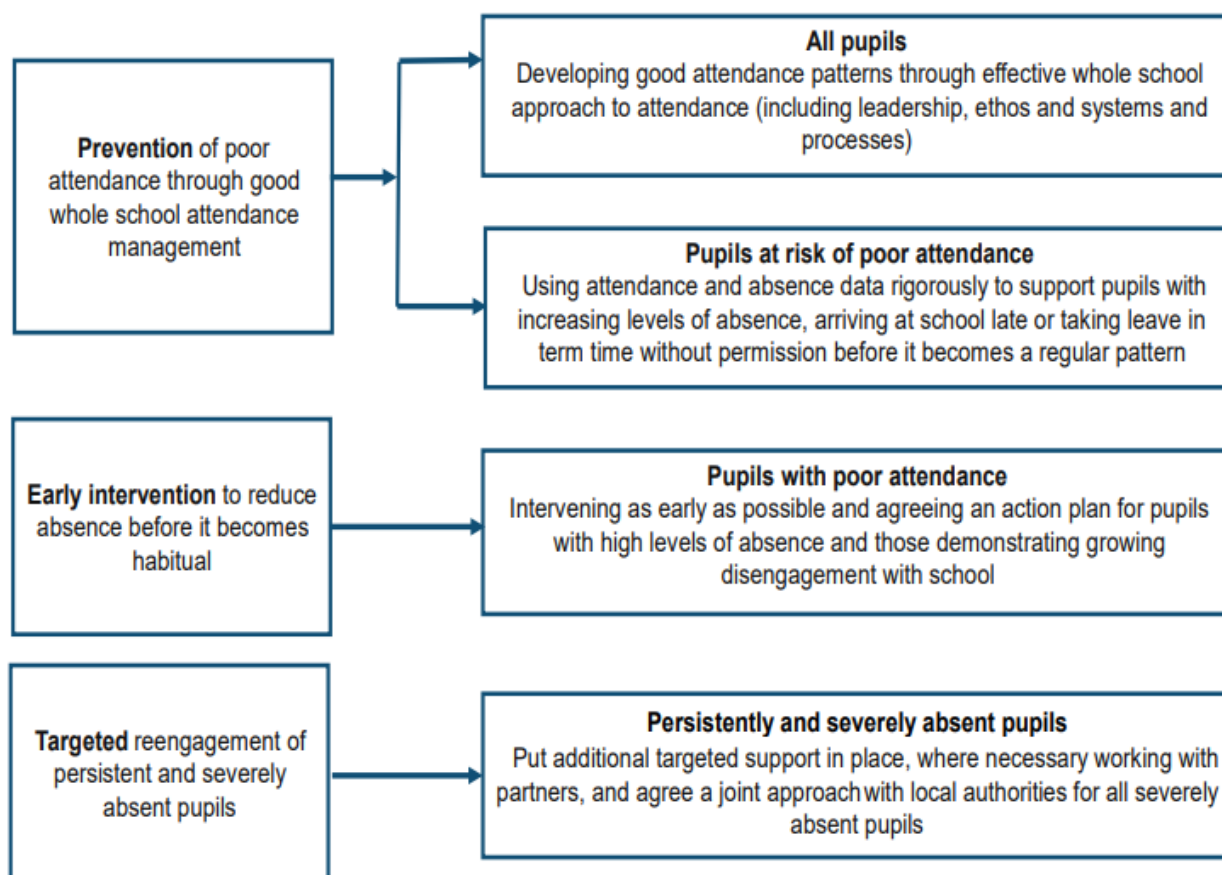 Prevention of poor
attendance through good
whole school attendance
management
All pupils
Developing good attendance patterns through effective whole school
approach to attendance (including leadership, ethos and systems and
processes)
Pupils at risk of poor attendance
Using attendance and absence data rigorously to support pupils with
increasing levels of absence, arriving at school late or taking leave in
term time without permission before it becomes a regular pattern
Early intervention to reduce
absence before it becomes
habitual
Pupils with poor attendance
Intervening as early as possible and agreeing an action plan for pupils
with high levels of absence and those demonstrating growing
disengagement with school
Targeted reengagement of
persistent and severely
absent pupils
Persistently and severely absent pupils
Put additional targeted support in place, where necessary working with
partners, and agree a joint approach with local authorities for all severely
absent pupils